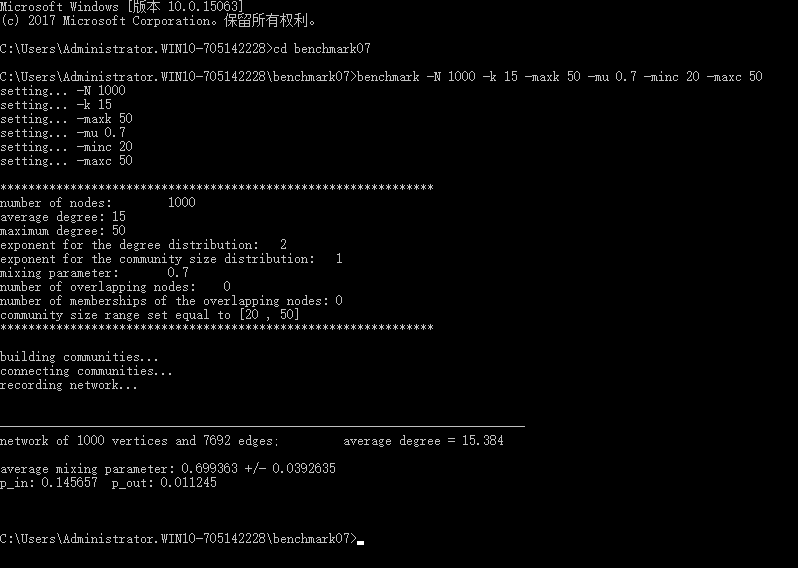 Microsoft Windows [版本 10.0.15063]
(c) 2017 Microsoft Corporation。保留所有权利。
C:\Users\Administrator.WIN10-705142228>cd benchmark07
C:\Users\Administrator.WIN10-705142228\benchmark07>benchmark -N 1000 -k 15 -maxk 50 -mu 0.7 -minc 20 -maxc 50
setting... -N 1000
setting... -k 15
setting... -maxk 50
setting... -mu 0.7
setting... -minc 20
setting... -maxc 50
**************************************************************
number of nodes:        1000
average degree: 15
maximum degree: 50
exponent for the degree distribution:   2
exponent for the community size distribution:   1
mixing parameter:       0.7
number of overlapping nodes:    0
number of memberships of the overlapping nodes: 0
community size range set equal to [20 , 50]
**************************************************************
building communities...
connecting communities...
recording network...
___________________________________________________________________________
network of 1000 vertices and 7692 edges;         average degree = 15.384
average mixing parameter: 0.699363 +/- 0.0392635
p_in: 0.145657  p_out: 0.011245
C:\Users\Administrator.WIN10-705142228\benchmark07>